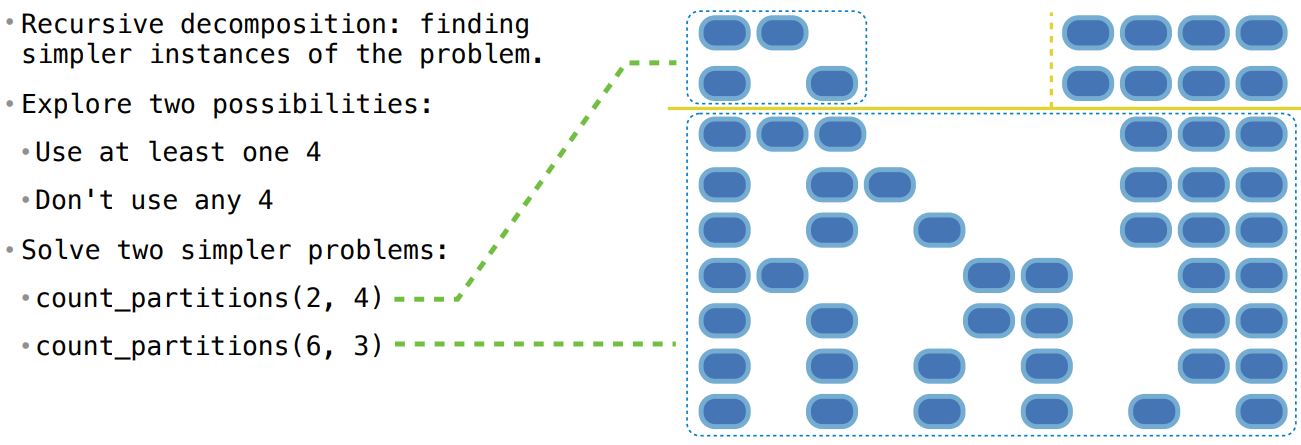 • Recursive decomposition: finding
simpler instances of the problem.
• Explore two possibilities:
• Use at least one 4
• Don't use any 4
• Solve two simpler problems:
• count_partitions(2, 4)
• count_partitions(6, 3)